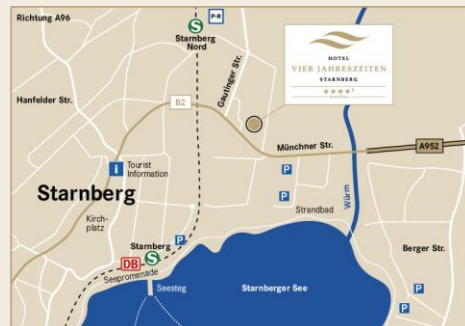 Richtung A96
P+R
S
Starnberg
Nord
Gautinger Str.
HOTEL
VIER JAHRESZEITEN
STARNBERG
Hanfelder Str.
B2
Münchner Str.
A952
i
Tourist
Information
P
P
Starnberg
Würm
Strandbad
Kirch-
platz
Starnberg
P
Berger Str.
DB
S
Seepromenade
Seesteg
Starnberger See
P
P